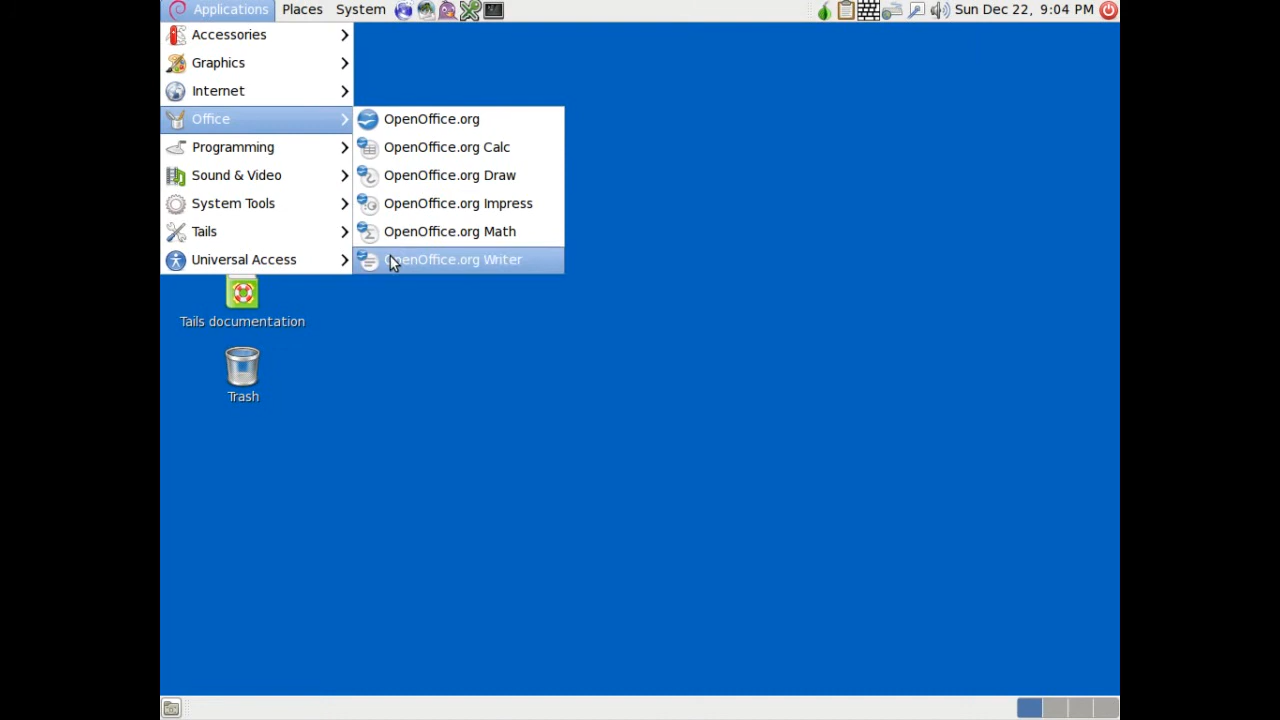 Applications Places System Sun Dec 22, 9:04 PM
Accessories
Graphics
Internet
Office
Programming
Sound & Video
System Tools
Tails
Universal Access
OpenOffice.org
OpenOffice.org Calc
OpenOffice.org Draw
OpenOffice.org Impress
OpenOffice.org Math
OpenOffice.org Writer
Tails documentation
Trash